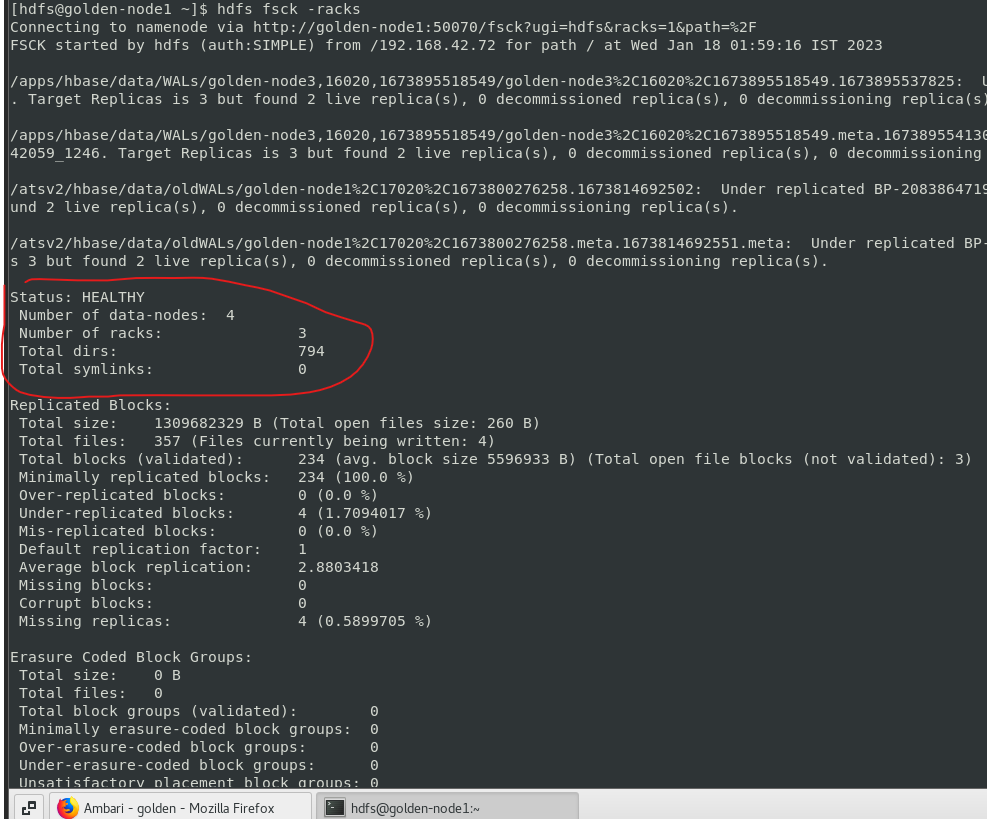 [hdfs@golden-node1 ~]$ hdfs fsck -racks
Connecting to namenode via http://golden-node1:50070/fsck?ugi=hdfs&racks=1&path=%2F
FSCK started by hdfs (auth:SIMPLE) from /192.168.42.72 for path / at Wed Jan 18 01:59:16 IST 2023
/apps/hbase/data/WALs/golden-node3,16020,1673895518549/golden-node3%2C16020%2C1673895518549.1673895537825:
. Target Replicas is 3 but found 2 live replica(s), 0 decommissioned replica(s), 0 decommissioning replica(s)
/apps/hbase/data/WALs/golden-node3,16020,1673895518549/golden-node3%2C16020%2C1673895518549.meta.167389554130
42059_1246. Target Replicas is 3 but found 2 live replica(s), 0 decommissioned replica(s), 0 decommissioning
/atsv2/hbase/data/oldWALs/golden-node1%2C17020%2C1673800276258.1673814692502:  Under replicated BP-2083864719
und 2 live replica(s), 0 decommissioned replica(s), 0 decommissioning replica(s).
/atsv2/hbase/data/oldWALs/golden-node1%2C17020%2C1673800276258.meta.1673814692551.meta:  Under replicated BP-
s 3 but found 2 live replica(s), 0 decommissioned replica(s), 0 decommissioning replica(s).
Status: HEALTHY
Number of data-nodes:  4
Number of racks:               3
Total dirs:                    794
Total symlinks:                0
Replicated Blocks:
Total size:    1309682329 B (Total open files size: 260 B)
Total files:   357 (Files currently being written: 4)
Total blocks (validated):      234 (avg. block size 5596933 B) (Total open file blocks (not validated): 3)
Minimally replicated blocks:   234 (100.0 %)
Over-replicated blocks:        0 (0.0 %)
Under-replicated blocks:       4 (1.7094017 %)
Mis-replicated blocks:         0 (0.0 %)
Default replication factor:    1
Average block replication:     2.8803418
Missing blocks:                0
Corrupt blocks:                0
Missing replicas:              4 (0.5899705 %)
Erasure Coded Block Groups:
Total size:    0 B
Total files:   0
Total block groups (validated):        0
Minimally erasure-coded block groups:  0
Over-erasure-coded block groups:       0
Under-erasure-coded block groups:      0
Unsatisfactory placement block groups: 0
Ambari - golden - Mozilla Firefox
hdfs@golden-node1:~